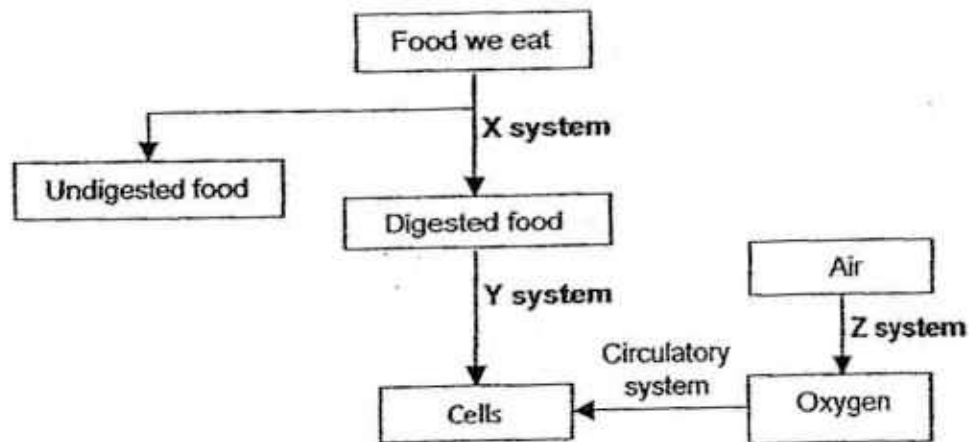 Food we eat
X system
Undigested food
Digested food
Air
Y system
Z system
Circulatory
system
Cells
Oxygen